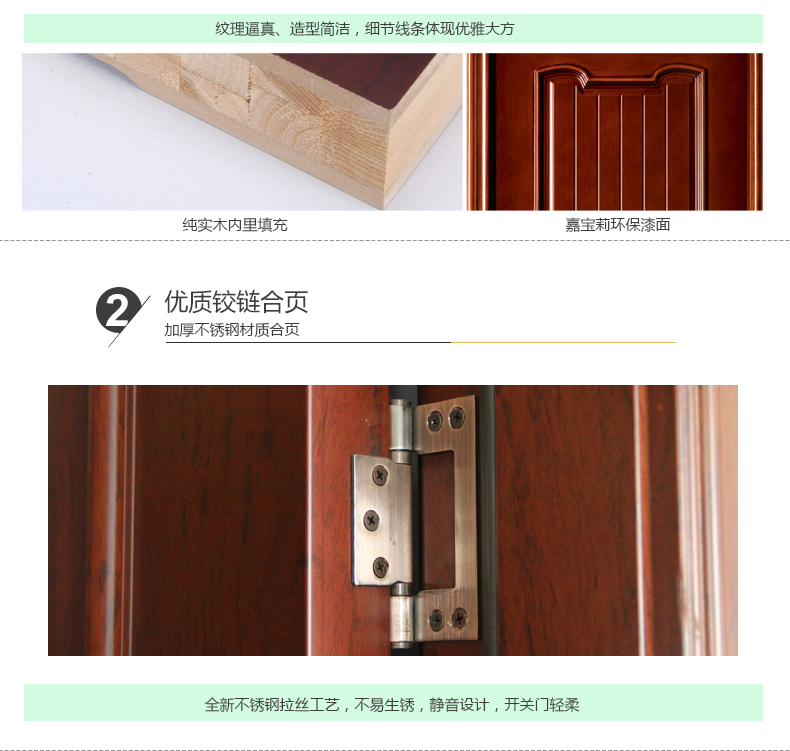 纹理逼真、造型简洁，细节线条体现优雅大方
纯实木内里填充
嘉宝莉环保漆面
2
优质铰链合页
加厚不锈钢材质合页
全新不锈钢拉丝工艺，不易生锈，静音设计，开关门轻柔